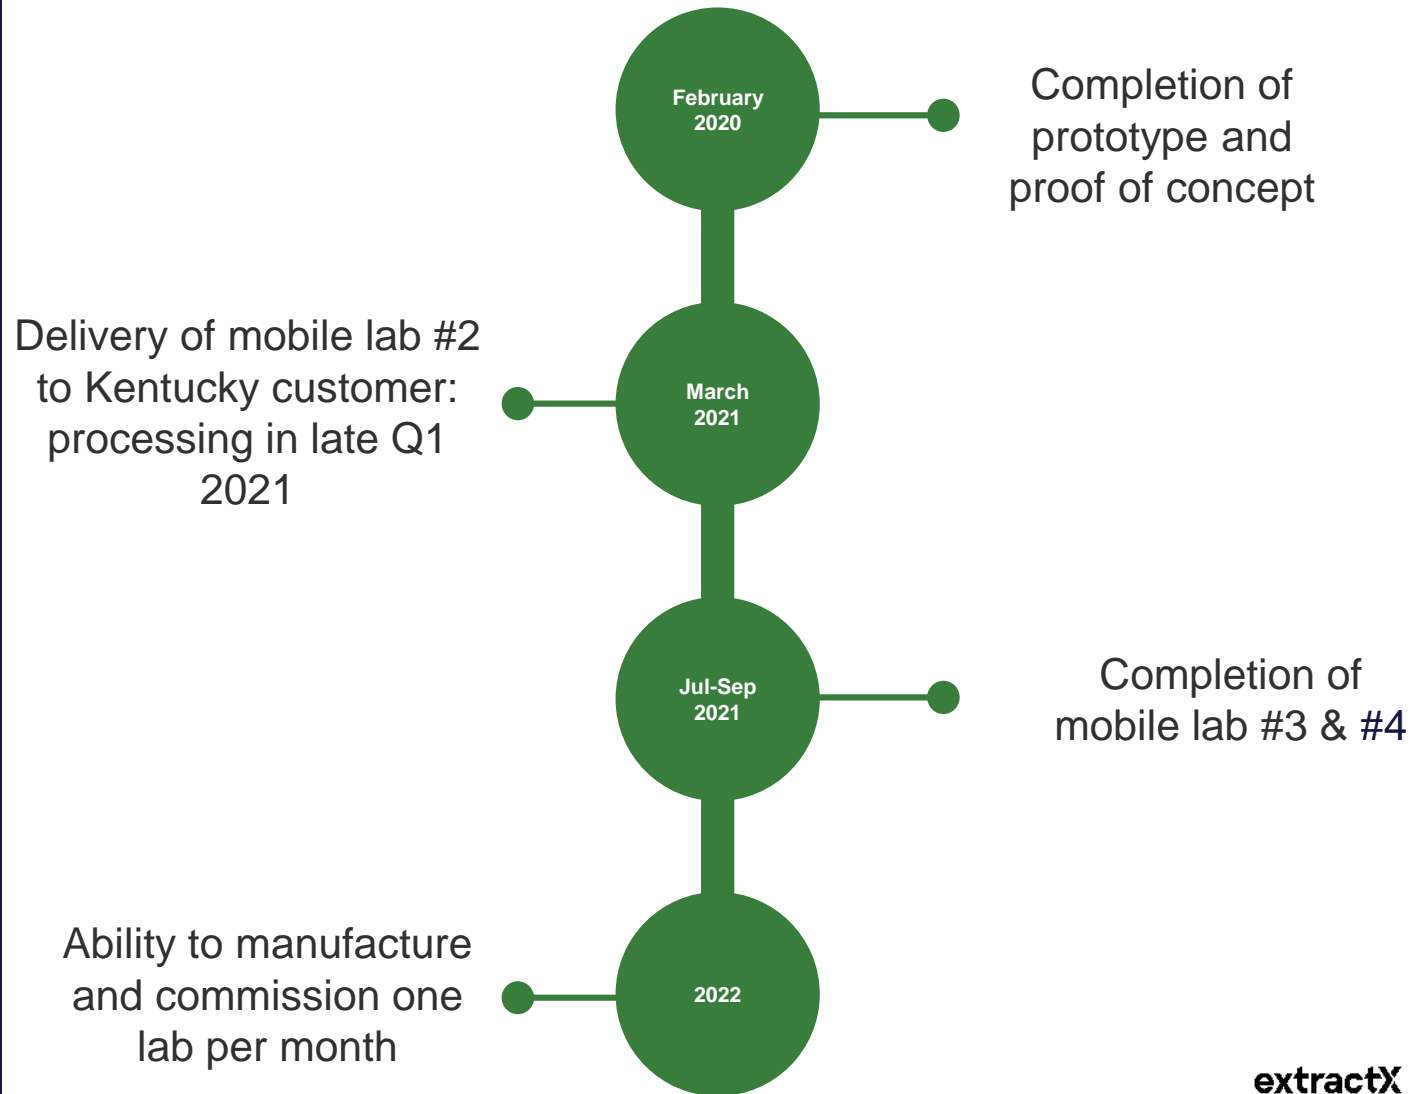 February
2020
Completion of
prototype and
proof of concept
Delivery of mobile lab #2
to Kentucky customer:
processing in late Q1
2021
March
2021
Jul-Sep
2021
Completion of
mobile lab #3 & #4
Ability to manufacture
and commission one
lab per month
2022
extractX